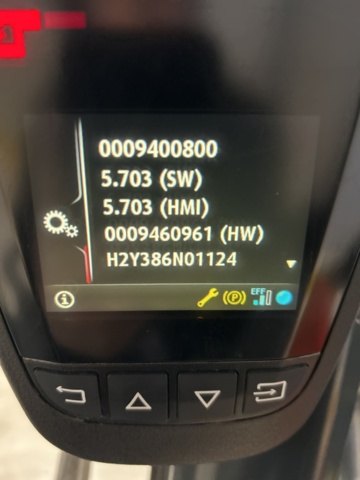 0009400800
5.703 (SW)
5.703 (HMI)
0009460961 (HW)
H2Y386N01124
EFF